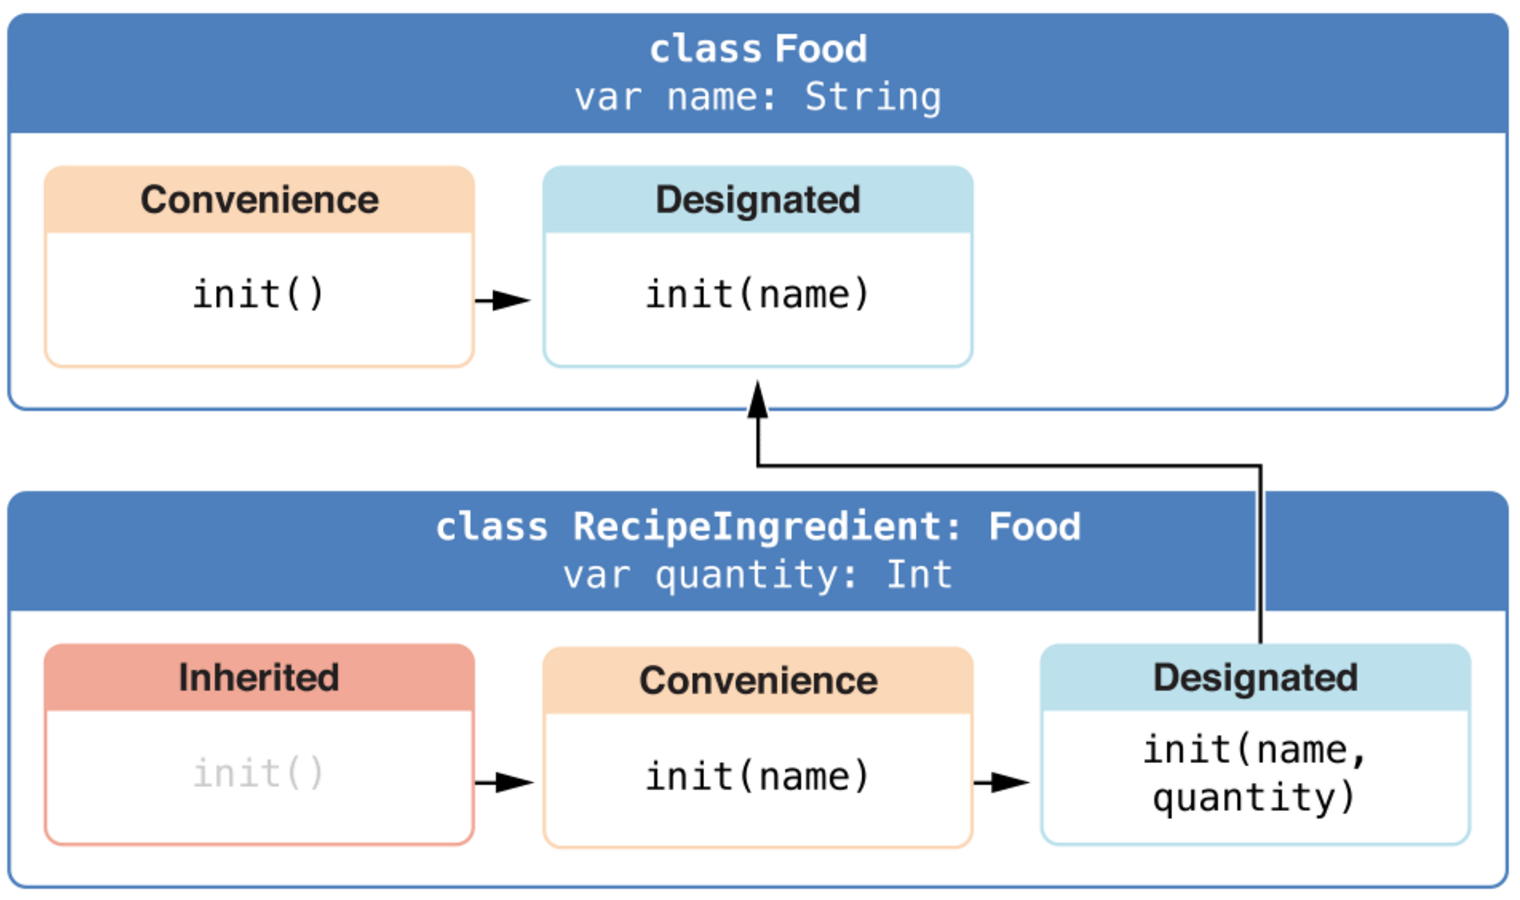 class Food
var name: String
Convenience
Designated
init()
init(name)
class RecipeIngredient: Food
var quantity: Int
Inherited
Convenience
Designated
init()
init(name)
init(name,
quantity)